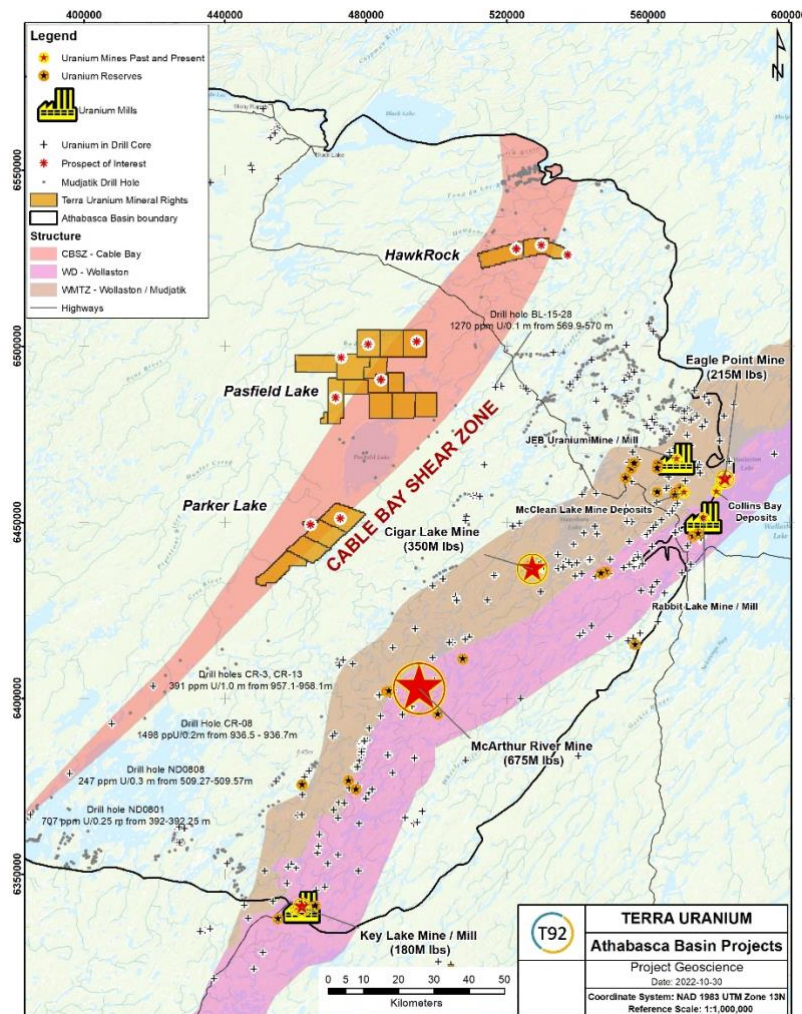 400000 440000 480000 520000 560000 600000
Legend
Uranium Mines Past and Present
Uranium Reserves
Uranium Mills
Uranium in Drill Core
Prospect of Interest
Mudjatik Drill Hole
Terra Uranium Mineral Rights
Athabasca Basin boundary
Structure
CBSZ - Cable Bay
WD - Wollaston
WMTZ - Wollaston / Mudjatik
Highways
N
Black Lake
6550000
6500000
6450000
6400000
6350000
HawkRock
Drill hole BL-15-28
1270 ppm U/0.1 m from 569.9-570 m
Pasfield Lake
Eagle Point Mine
(215M lbs)
JEB Uranium Mine / Mill
CABLE BAY SHEAR ZONE
Parker Lake
McClean Lake Mine Deposits
Collins Bay
Deposits
Cigar Lake Mine
(350M lbs)
Rabbit Lake Mine / Mill
Drill holes CR-3, CR-13
391 ppm U/1.0 m from 957.1-958.1m
Drill Hole CR-08
1498 ppU/0.2m from 936.5 - 936.7m
McArthur River Mine
(675M lbs)
Drill hole ND0808
247 ppm U/0.3 m from 509.27-509.57m
Drill hole ND0801
707 ppm U/0.25 rp from 392-392.25 m
Key Lake Mine / Mill
(180M lbs)
0 5 10 20 30 40 50
Kilometers
T92
TERRA URANIUM
Athabasca Basin Projects
Project Geoscience
Date: 2022-10-30
Coordinate System: NAD 1983 UTM Zone 13N
Reference Scale: 1:1,000,000